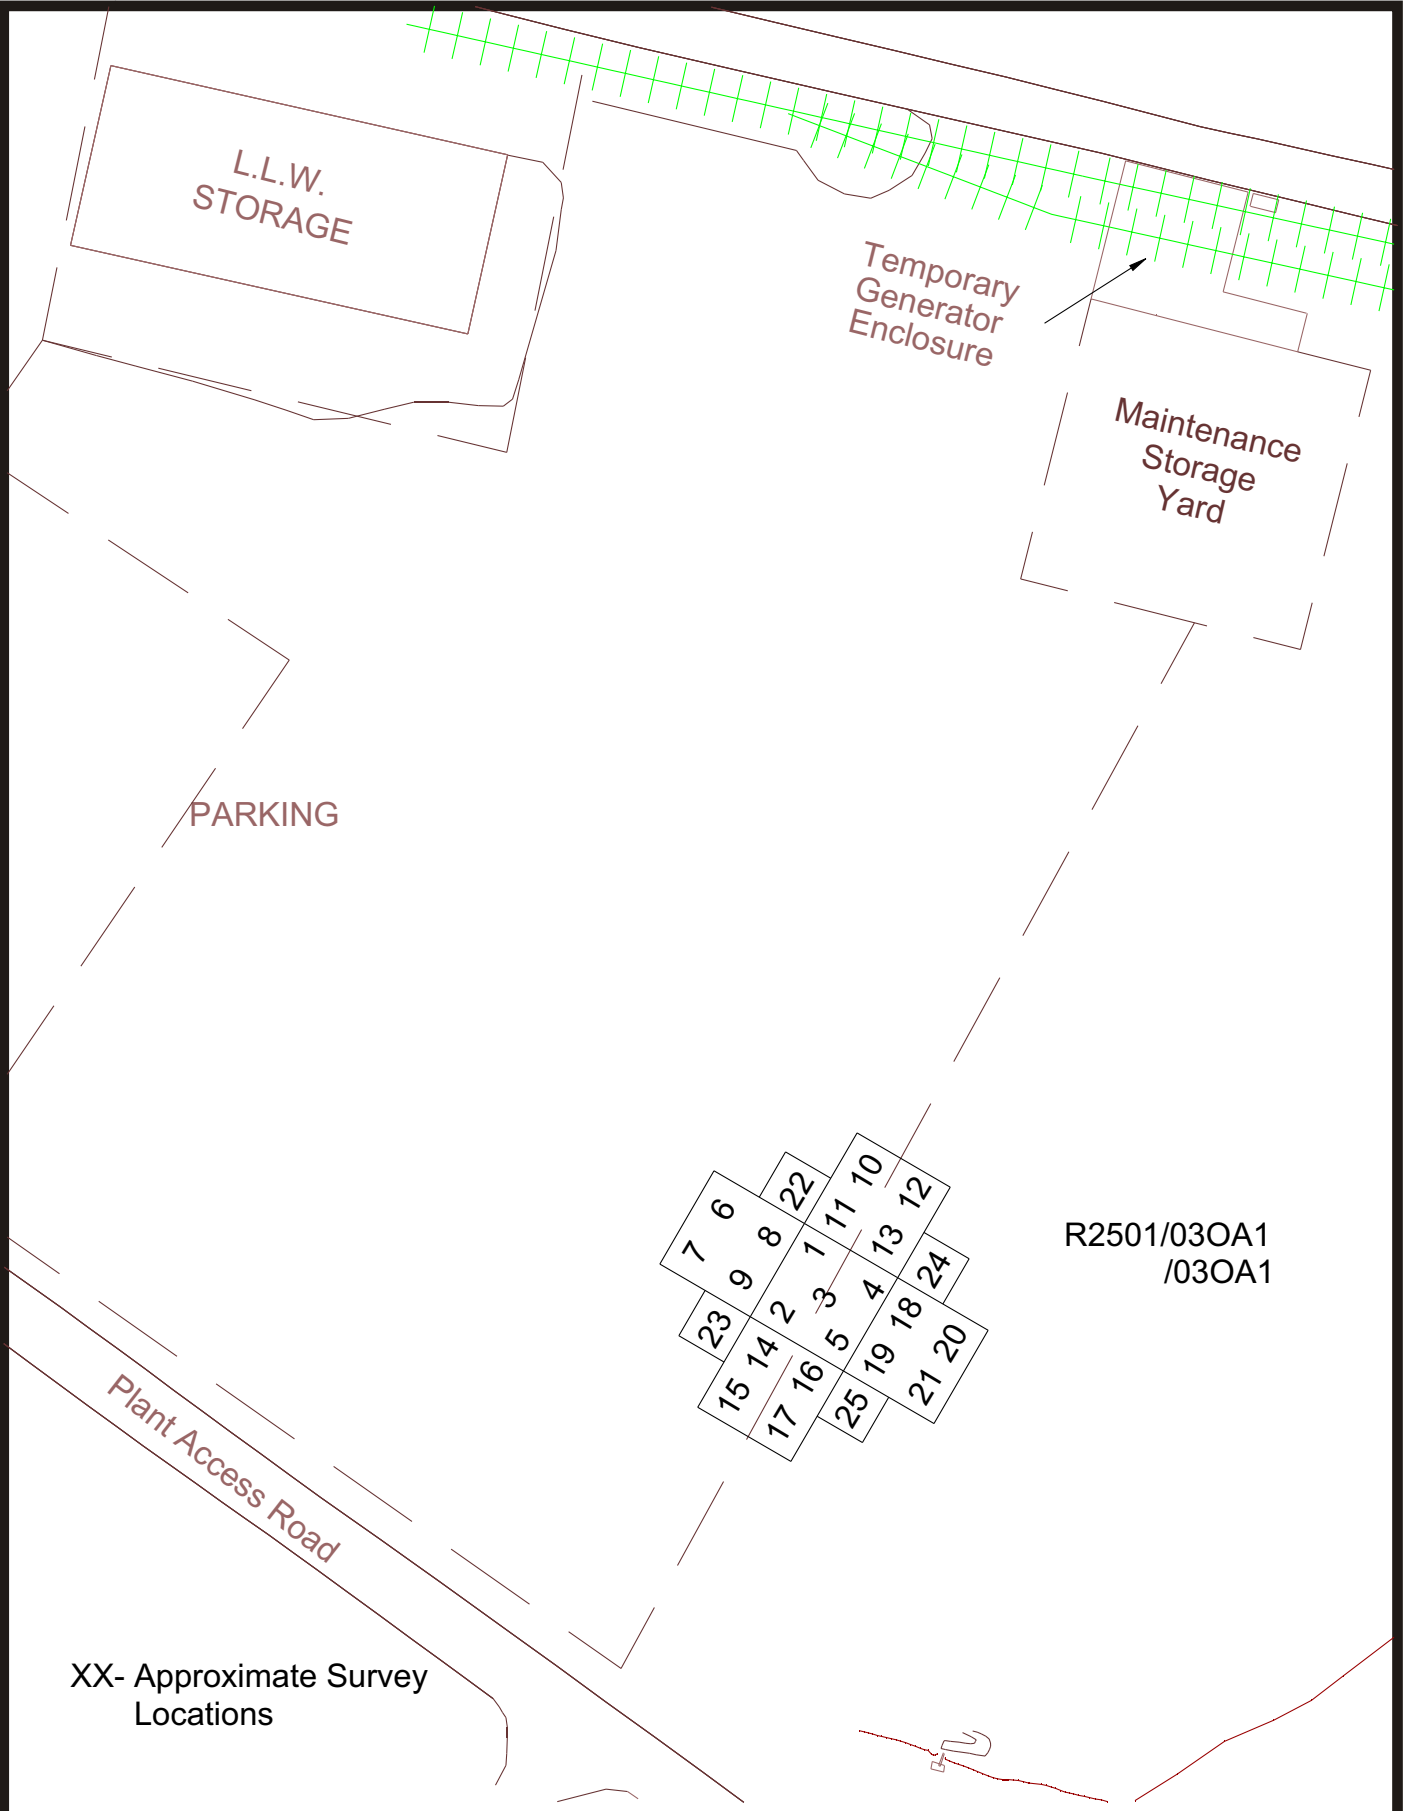 L.L.W.
STORAGE
Temporary
Generator
Enclosure
Maintenance
Storage
Yard
PARKING
10
22
12
6
11
8
13
7
1
24
9
4
3
2
18
23
5
20
14
19
16
21
15
25
17
R2501/03OA1
/03OA1
Plant Access Road
XX- Approximate Survey
Locations